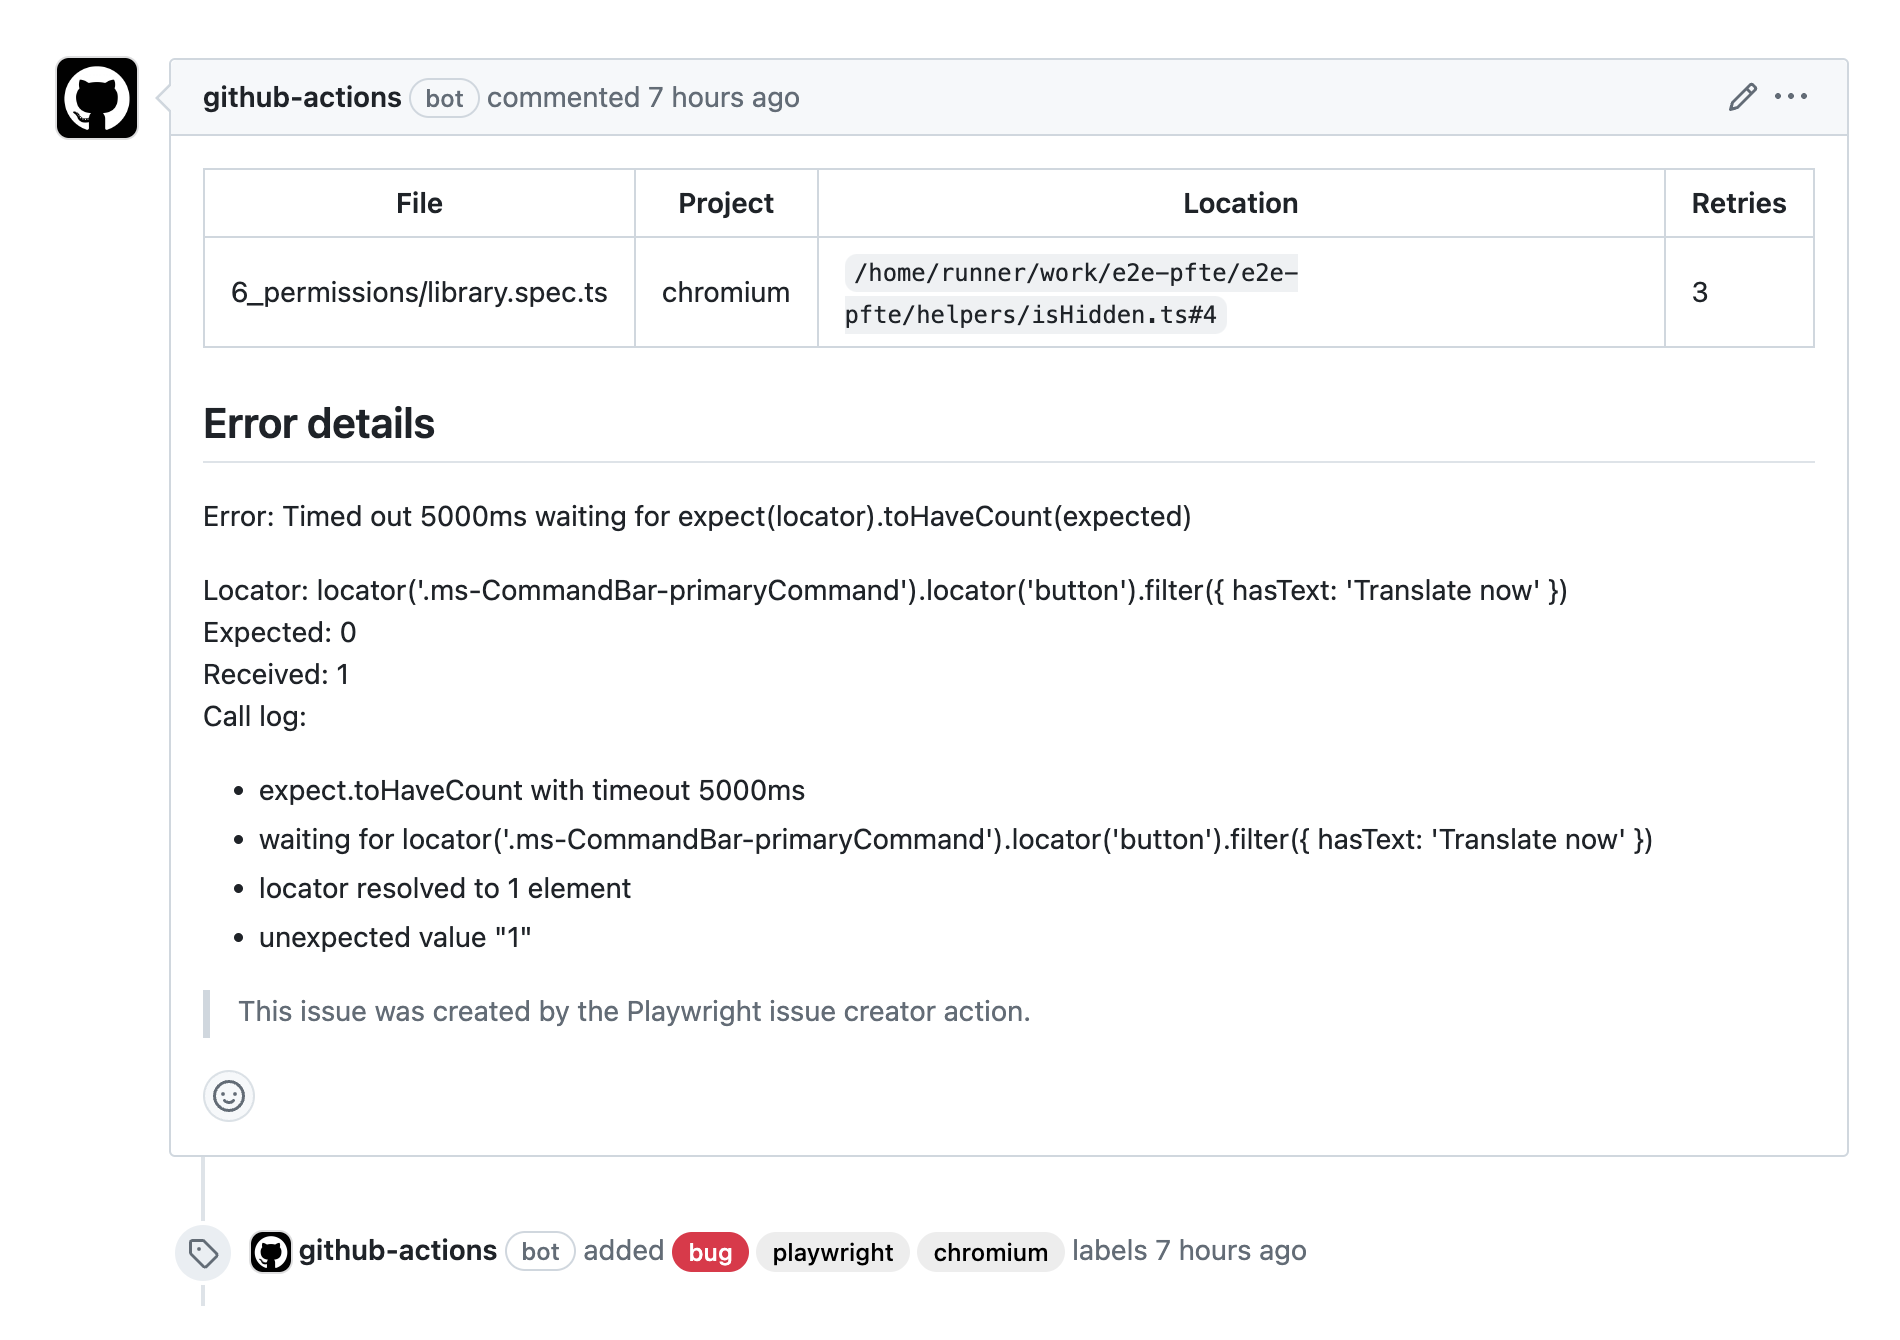 github-actions bot commented 7 hours ago
File Project Location Retries
6_permissions/library.spec.ts chromium /home/runner/work/e2e-pfte/e2e-
pfte/helpers/isHidden.ts#4 3
Error details
Error: Timed out 5000ms waiting for expect(locator).toHaveCount(expected)
Locator: locator('.ms-CommandBar-primaryCommand').locator('button').filter({ hasText: 'Translate now' })
Expected: 0
Received: 1
Call log:
• expect.toHaveCount with timeout 5000ms
• waiting for locator('.ms-CommandBar-primaryCommand').locator('button').filter({ hasText: 'Translate now' })
• locator resolved to 1 element
• unexpected value "1"
This issue was created by the Playwright issue creator action.
github-actions bot added bug playwright chromium labels 7 hours ago